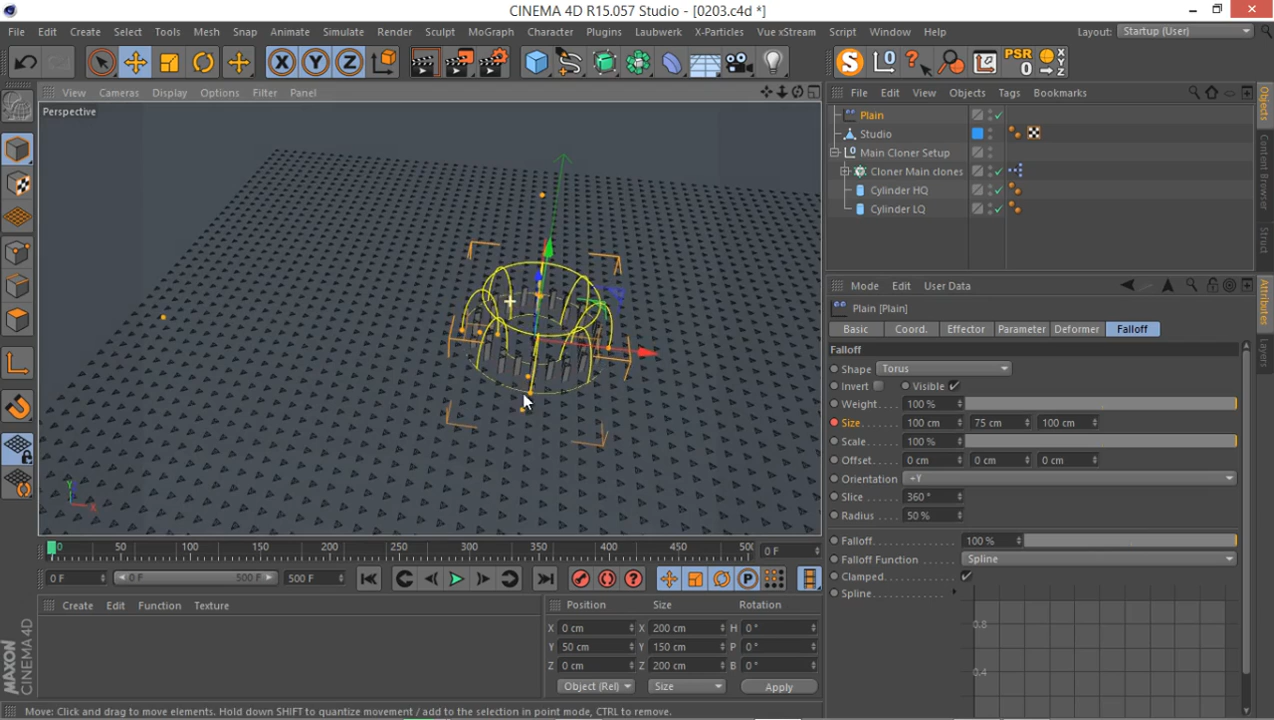 CINEMA 4D R15.057 Studio - [0203.c4d *]
File Edit Create Select Tools Mesh Snap Animate Simulate Render Sculpt MoGraph Character Plugins Laubwerk X-Particles Vue xStream Script Window Help Layout: Startup (User)
X Y Z PSR 0
View Cameras Display Options Filter Panel
File Edit View Objects Tags Bookmarks
Perspective
Plain
Studio
Main Cloner Setup
Cloner Main clones
Cylinder HQ
Cylinder LQ
Objects
Content Browser
Struct
Mode Edit User Data
Plain [Plain]
Basic Coord. Effector Parameter Deformer Falloff
Falloff
Shape Torus
Invert Visible
Weight 100 %
Size 100 cm 75 cm 100 cm
Scale 100 %
Offset 0 cm 0 cm 0 cm
Orientation +Y
Slice 360 °
Radius 50 %
Falloff 100 %
Falloff Function Spline
Clamped
Spline
0.8
0.4
Attributes
Layers
Y
X
0 50 100 150 200 250 300 350 400 450 500 0 F
0 F 0 F 500 F 500 F
Create Edit Function Texture
Position Size Rotation
X 0 cm X 200 cm H 0 °
Y 50 cm Y 150 cm P 0 °
Z 0 cm Z 200 cm B 0 °
Object (Rel) Size Apply
MAXON CINEMA 4D
Move: Click and drag to move elements. Hold down SHIFT to quantize movement / add to the selection in point mode, CTRL to remove.